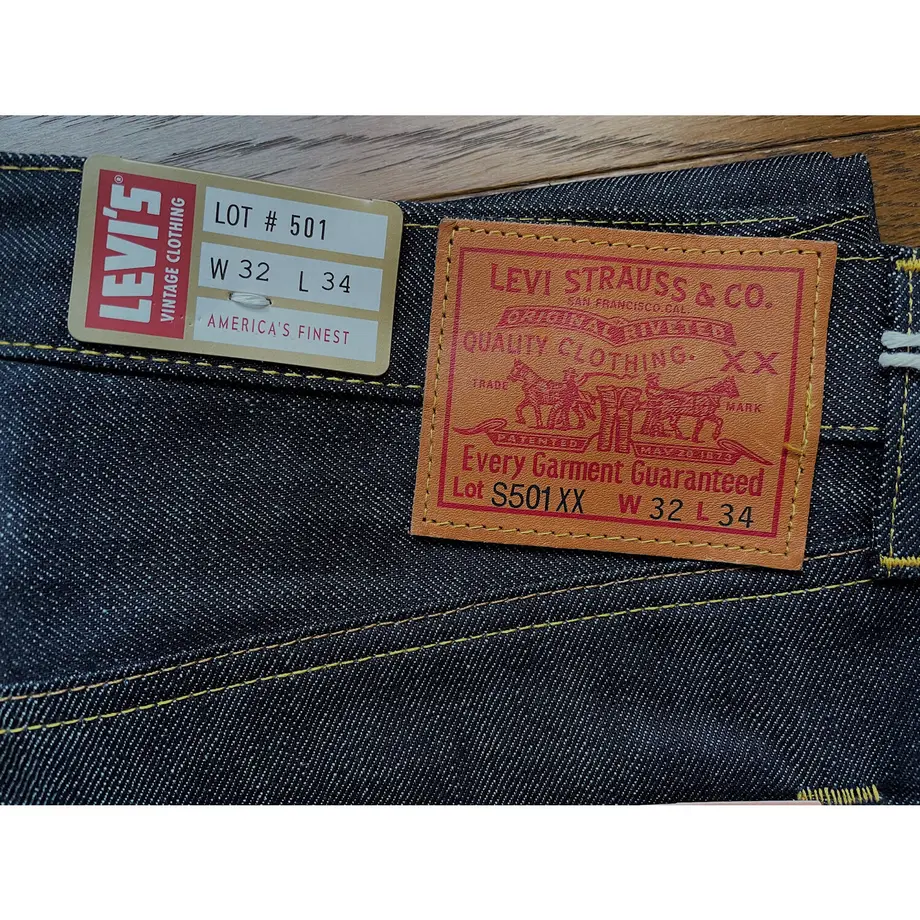 LEVI'S®
VINTAGE CLOTHING
LOT # 501
W 32 L 34
AMERICA'S FINEST
LEVI STRAUSS & CO.
SAN FRANCISCO, CAL.
ORIGINAL RIVETED
QUALITY CLOTHING.
XX
TRADE MARK
PATENTED MAY 20 1873
Every Garment Guaranteed
Lot S501XX W 32 L 34